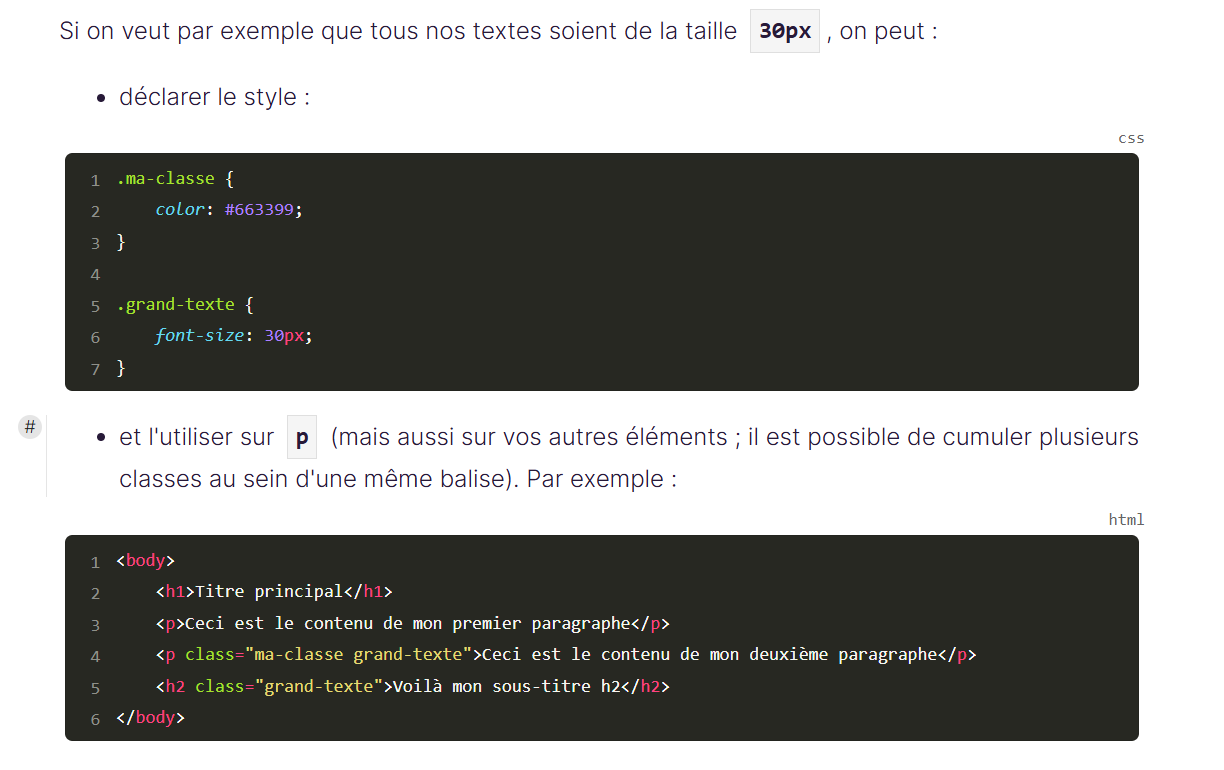 Si on veut par exemple que tous nos textes soient de la taille 30px , on peut :
• déclarer le style :
css
1 .ma-classe {
2     color: #663399;
3 }
4
5 .grand-texte {
6     font-size: 30px;
7 }
#
• et l'utiliser sur p (mais aussi sur vos autres éléments ; il est possible de cumuler plusieurs
classes au sein d'une même balise). Par exemple :
html
1 <body>
2     <h1>Titre principal</h1>
3     <p>Ceci est le contenu de mon premier paragraphe</p>
4     <p class="ma-classe grand-texte">Ceci est le contenu de mon deuxième paragraphe</p>
5     <h2 class="grand-texte">Voilà mon sous-titre h2</h2>
6 </body>